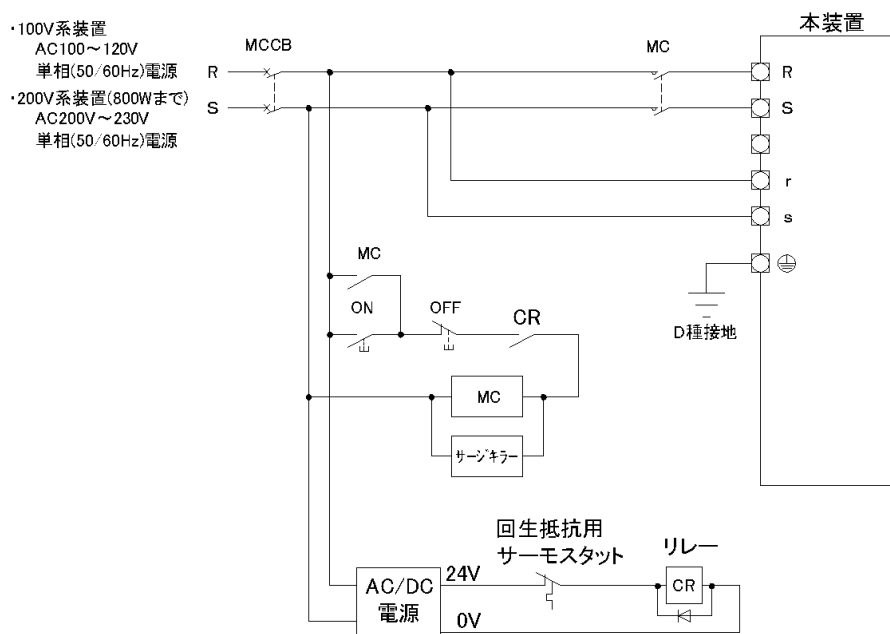 ・100V系装置
AC100～120V
単相(50/60Hz)電源
・200V系装置(800Wまで)
AC200V～230V
単相(50/60Hz)電源
MCCB
MC
本装置
R
R
S
S
r
s
D種接地
MC
ON
OFF
CR
MC
サージキラー
回生抵抗用
サーモスタット
リレー
AC/DC
電源
24V
0V
CR